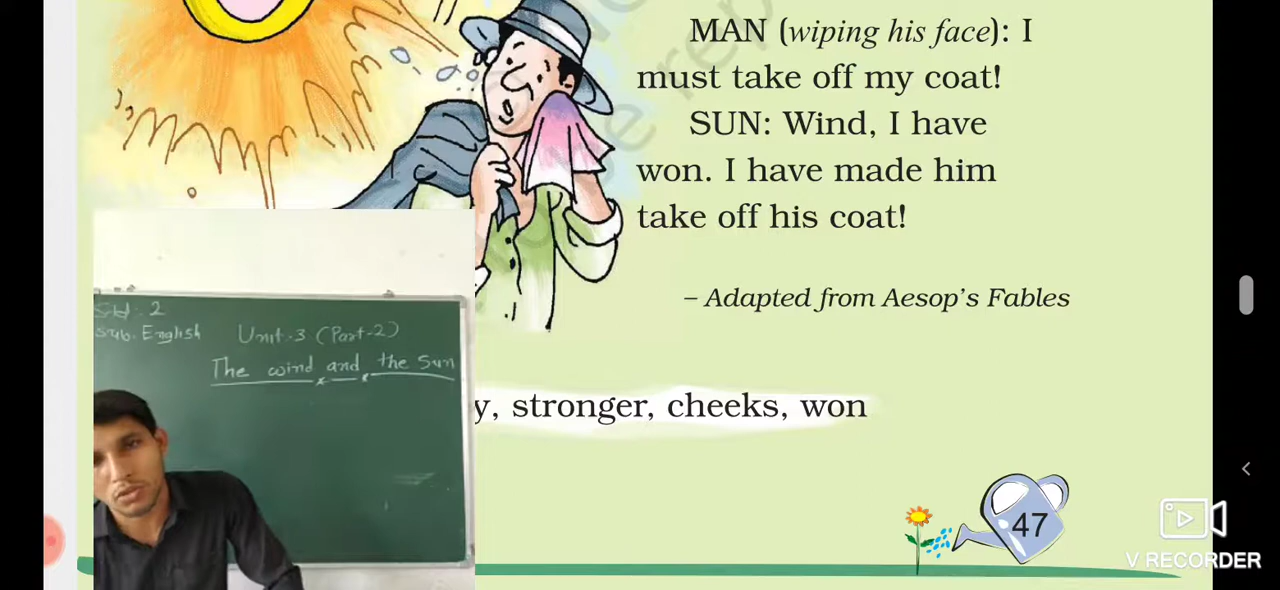 MAN (wiping his face): I
must take off my coat!
SUN: Wind, I have
won. I have made him
take off his coat!
– Adapted from Aesop's Fables
Std. 2
Sub. English
Unit.3 (Part-2)
The wind and the Sun
stronger, cheeks, won
47
V RECORDER